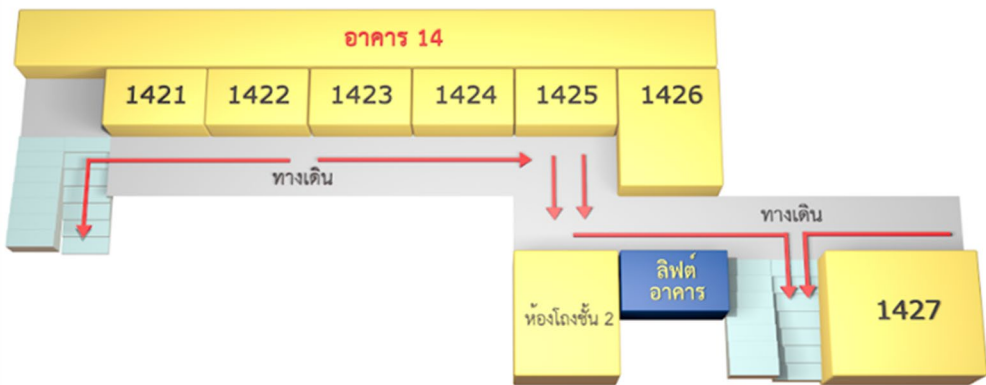 อาคาร 14
1421
1422
1423
1424
1425
1426
ทางเดิน
ทางเดิน
ห้องโถงชั้น 2
ลิฟต์
อาคาร
1427